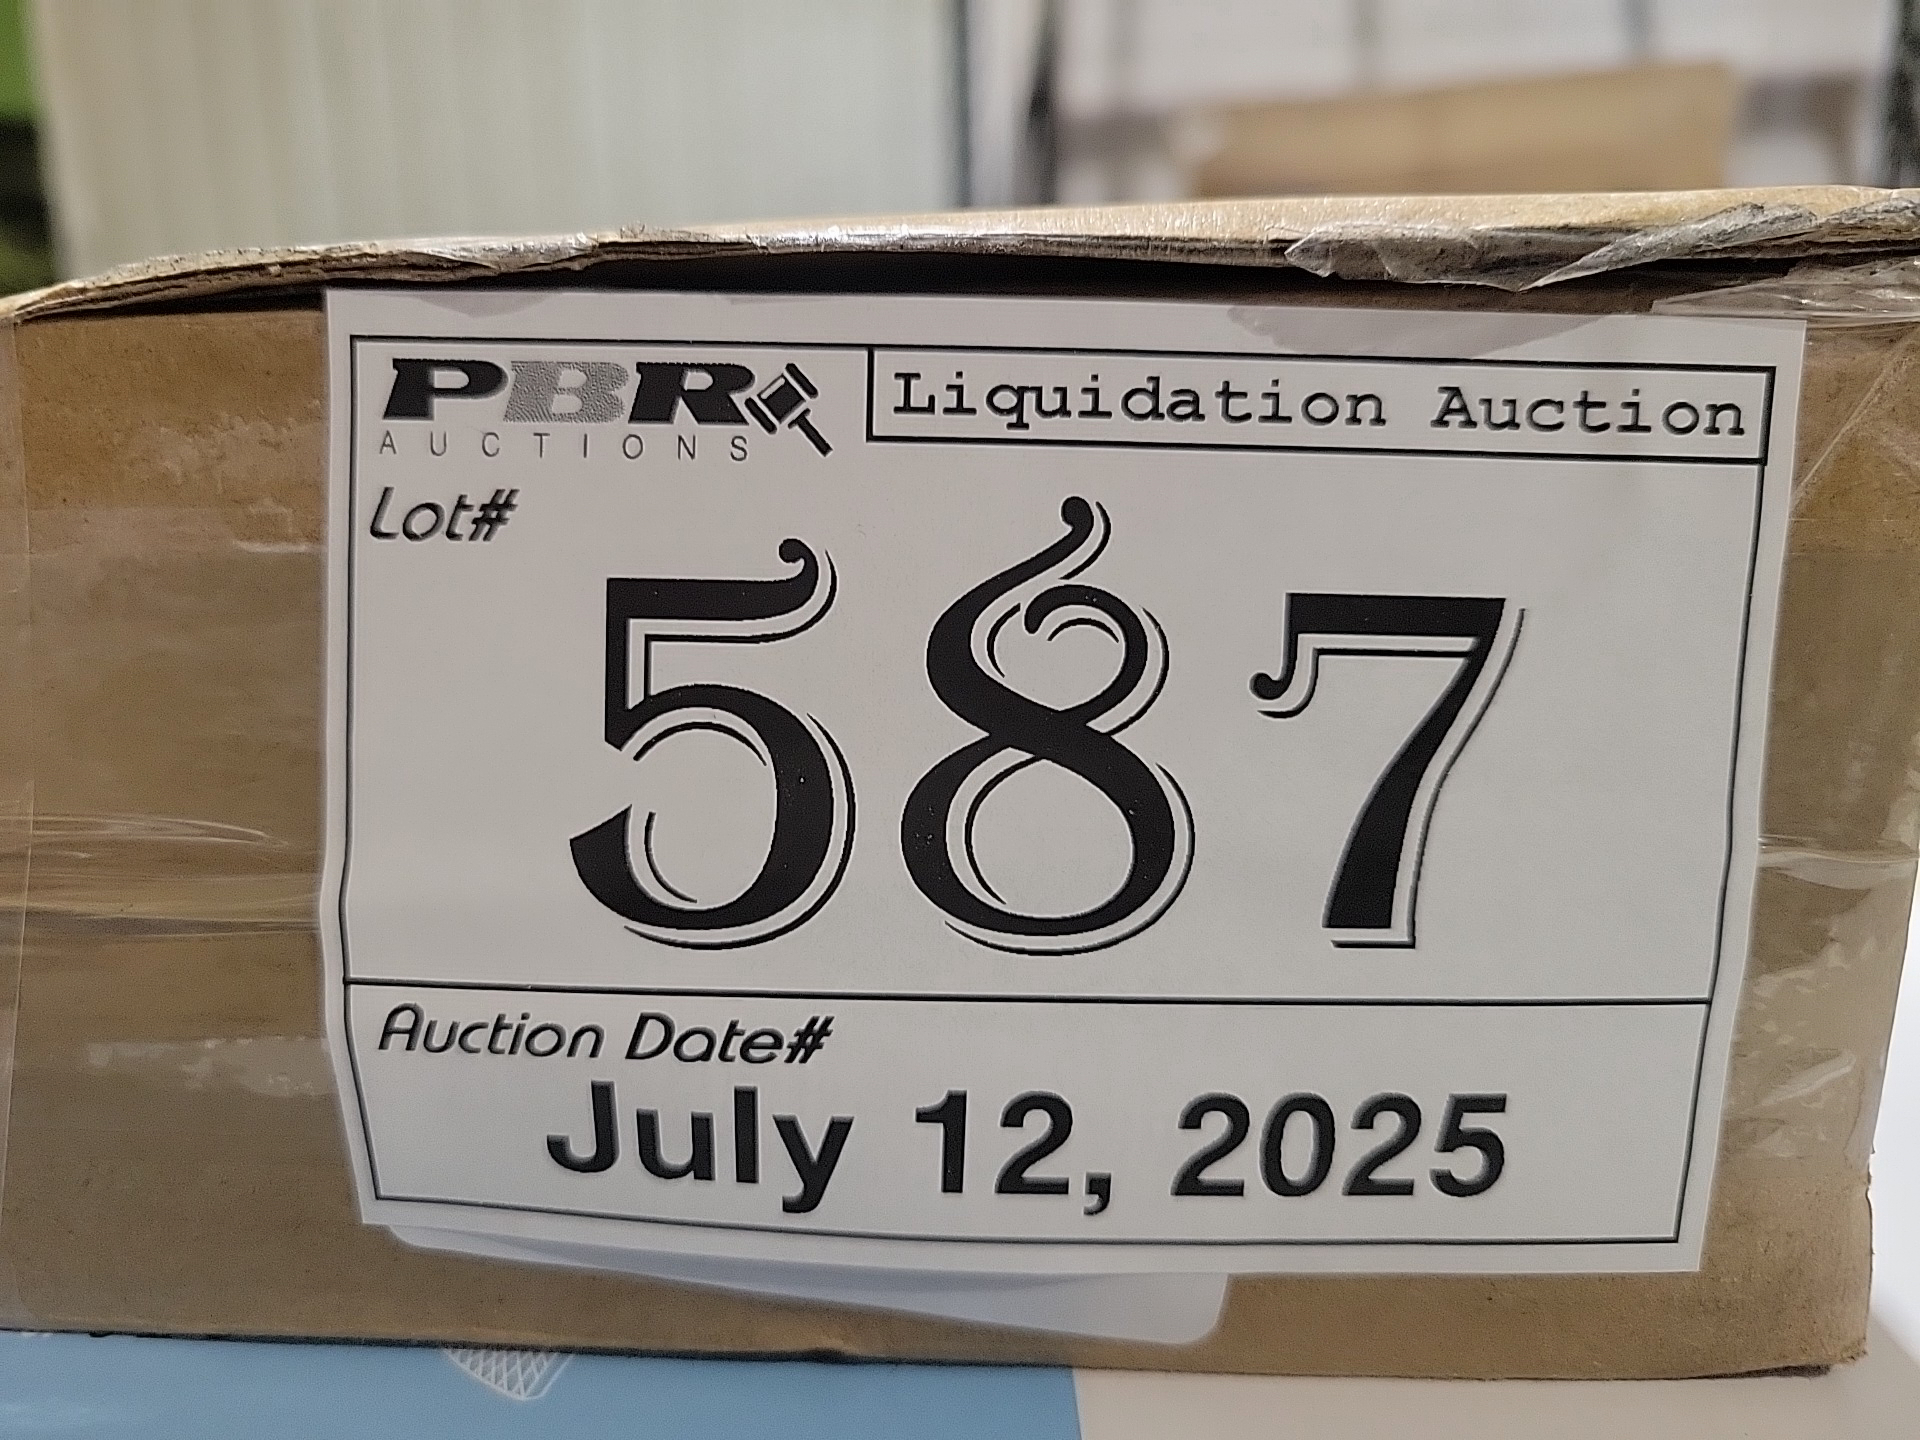 PBR
AUCTIONS
Liquidation Auction
Lot#
587
Auction Date#
July 12, 2025